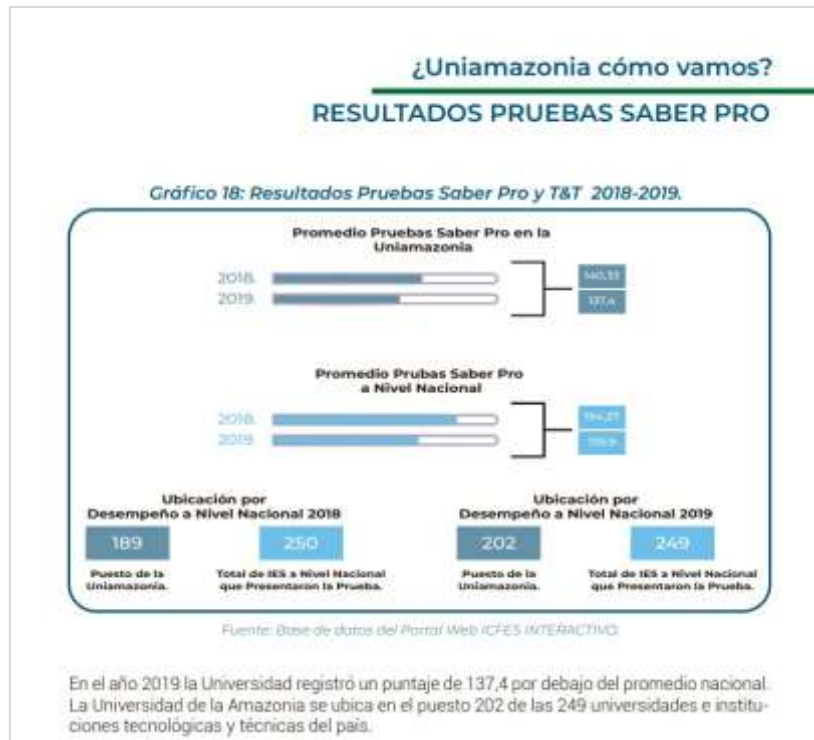 ¿Uniamazonia cómo vamos?
RESULTADOS PRUEBAS SABER PRO
Gráfico 18: Resultados Pruebas Saber Pro y T&T 2018-2019.
Promedio Pruebas Saber Pro en la
Uniamazonia
2018.
2019.
140,33
137,4
Promedio Prubas Saber Pro
a Nivel Nacional
2018.
2019.
Ubicación por
Desempeño a Nivel Nacional 2018
189
250
Puesto de la
Uniamazonía.
Total de IES a Nivel Nacional
que Presentaron la Prueba.
Ubicación por
Desempeño a Nivel Nacional 2019
202
249
Puesto de la
Uniamazonía.
Total de IES a Nivel Nacional
que Presentaron la Prueba.
Fuente: Base de datos del Portal Web ICFES INTERACTIVO.
En el año 2019 la Universidad registró un puntaje de 137,4 por debajo del promedio nacional.
La Universidad de la Amazonia se ubica en el puesto 202 de las 249 universidades e institu-
ciones tecnológicas y técnicas del país.